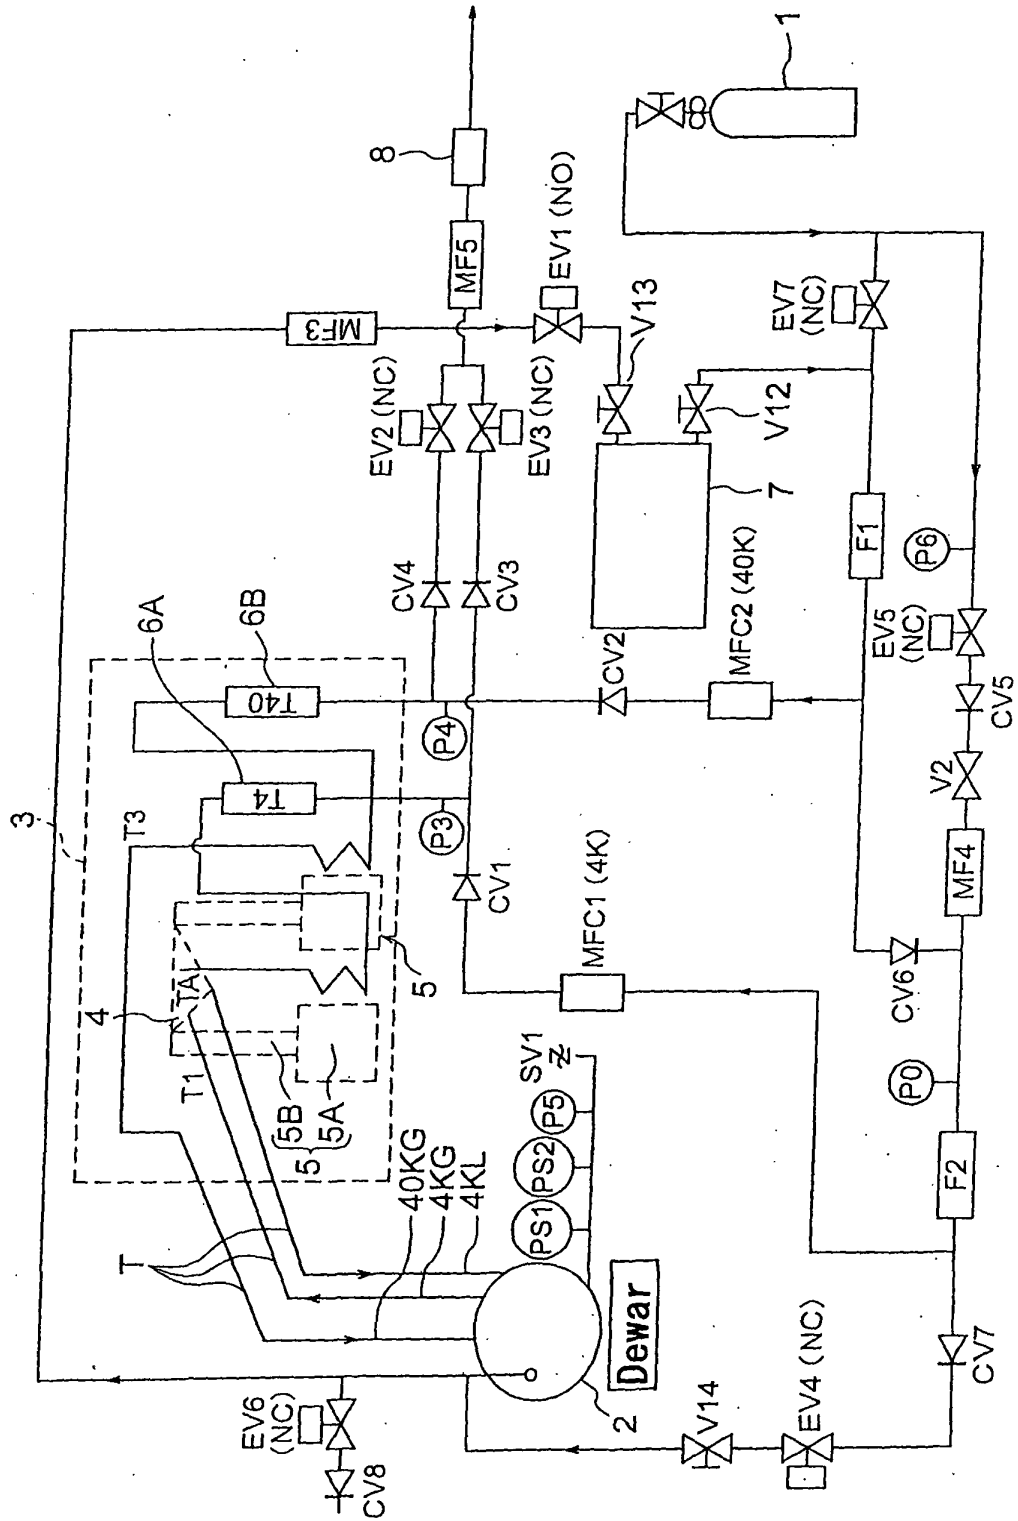 1
8
MF5
EV1 (NO)
MF3
EV7 (NC)
V13
V12
EV2 (NC)
EV3 (NC)
7
F1
P6
6A
6B
CV4
CV3
MFC2 (40K)
EV5 (NC)
T40
CV2
CV5
P4
V2
T4
3
T3
P3
CV1
MFC1 (4K)
MF4
CV6
TA
4
5
T1
SV1
P0
5B
5A
5
P5
PS2
PS1
F2
40KG
4KG
4KL
T
Dewar
2
V14
EV4 (NC)
CV7
EV6 (NC)
CV8